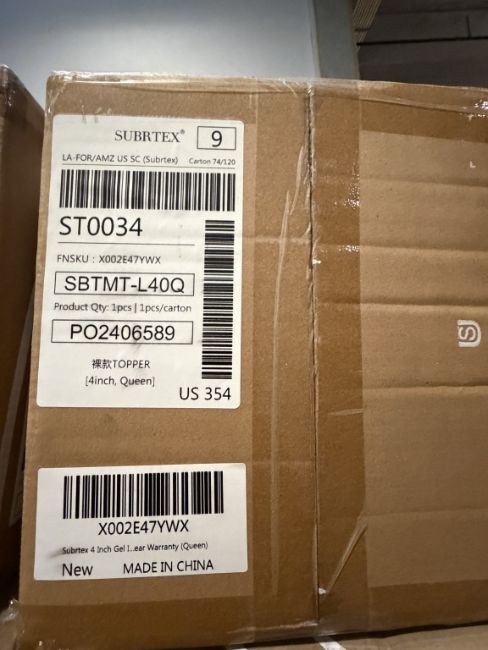 SUBRTEX® 9
LA-FOR/AMZ US SC (Subrtex) Carton 74/120
ST0034
FNSKU : X002E47YWX
SBTMT-L40Q
Product Qty: 1pcs | 1pcs/carton
PO2406589
裸款TOPPER
[4inch, Queen]
US 354
X002E47YWX
Subrtex 4 Inch Gel I...ear Warranty (Queen)
New MADE IN CHINA